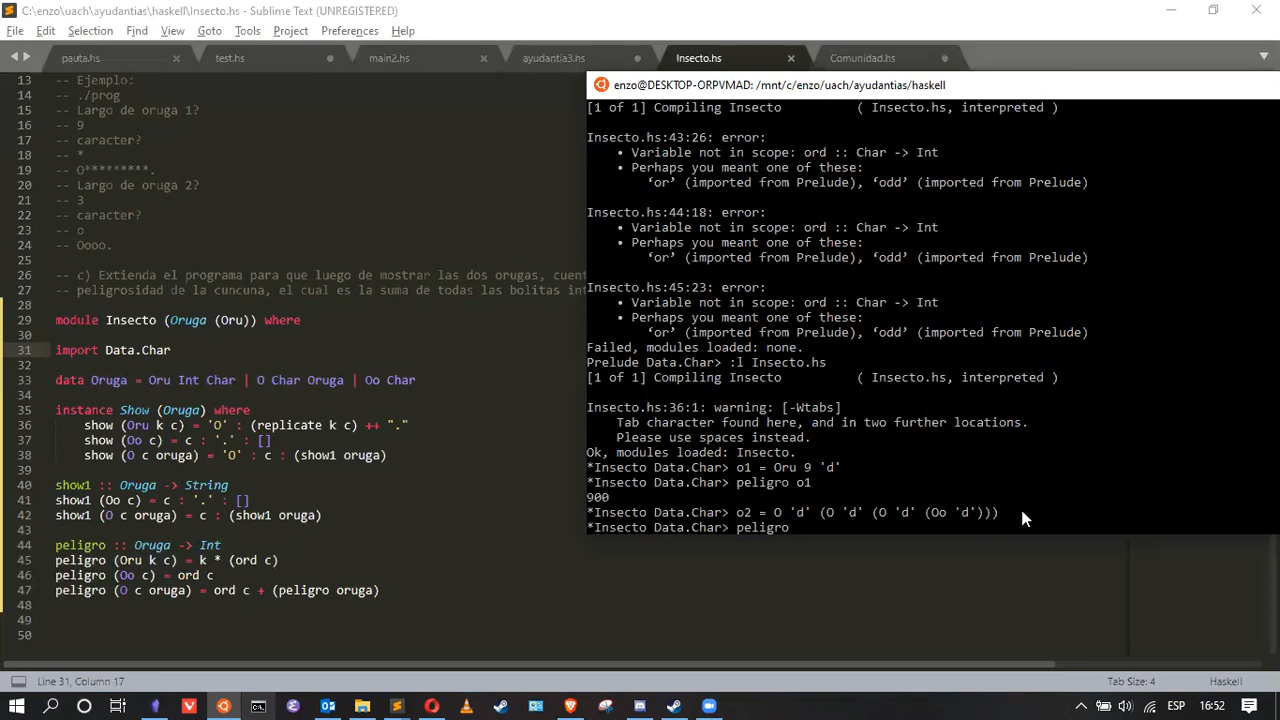 C:\enzo\uach\ayudantias\haskell\Insecto.hs - Sublime Text (UNREGISTERED)
File Edit Selection Find View Goto Tools Project Preferences Help
pauta.hs test.hs main2.hs ayudantia3.hs Insecto.hs Comunidad.hs
13 -- Ejemplo:
14 -- ./prog
15 -- Largo de oruga 1?
16 -- 9
17 -- caracter?
18 -- *
19 -- O*********.
20 -- Largo de oruga 2?
21 -- 3
22 -- caracter?
23 -- o
24 -- Oooo.
25
26 -- c) Extienda el programa para que luego de mostrar las dos orugas, cuent
27 -- peligrosidad de la cuncuna, el cual es la suma de todas las bolitas int
28
29 module Insecto (Oruga (Oru)) where
30
31 import Data.Char
32
33 data Oruga = Oru Int Char | O Char Oruga | Oo Char
34
35 instance Show (Oruga) where
36 show (Oru k c) = 'O' : (replicate k c) ++ "."
37 show (Oo c) = c : '.' : []
38 show (O c oruga) = 'O' : c : (show1 oruga)
39
40 show1 :: Oruga -> String
41 show1 (Oo c) = c : '.' : []
42 show1 (O c oruga) = c : (show1 oruga)
43
44 peligro :: Oruga -> Int
45 peligro (Oru k c) = k * (ord c)
46 peligro (Oo c) = ord c
47 peligro (O c oruga) = ord c + (peligro oruga)
48
49
50
enzo@DESKTOP-ORPVMAD: /mnt/c/enzo/uach/ayudantias/haskell
[1 of 1] Compiling Insecto ( Insecto.hs, interpreted )
Insecto.hs:43:26: error:
• Variable not in scope: ord :: Char -> Int
• Perhaps you meant one of these:
‘or’ (imported from Prelude), ‘odd’ (imported from Prelude)
Insecto.hs:44:18: error:
• Variable not in scope: ord :: Char -> Int
• Perhaps you meant one of these:
‘or’ (imported from Prelude), ‘odd’ (imported from Prelude)
Insecto.hs:45:23: error:
• Variable not in scope: ord :: Char -> Int
• Perhaps you meant one of these:
‘or’ (imported from Prelude), ‘odd’ (imported from Prelude)
Failed, modules loaded: none.
Prelude Data.Char> :l Insecto.hs
[1 of 1] Compiling Insecto ( Insecto.hs, interpreted )
Insecto.hs:36:1: warning: [-Wtabs]
Tab character found here, and in two further locations.
Please use spaces instead.
Ok, modules loaded: Insecto.
*Insecto Data.Char> o1 = Oru 9 'd'
*Insecto Data.Char> peligro o1
900
*Insecto Data.Char> o2 = O 'd' (O 'd' (O 'd' (Oo 'd')))
*Insecto Data.Char> peligro
Line 31, Column 17 Tab Size: 4 Haskell
ESP 16:52